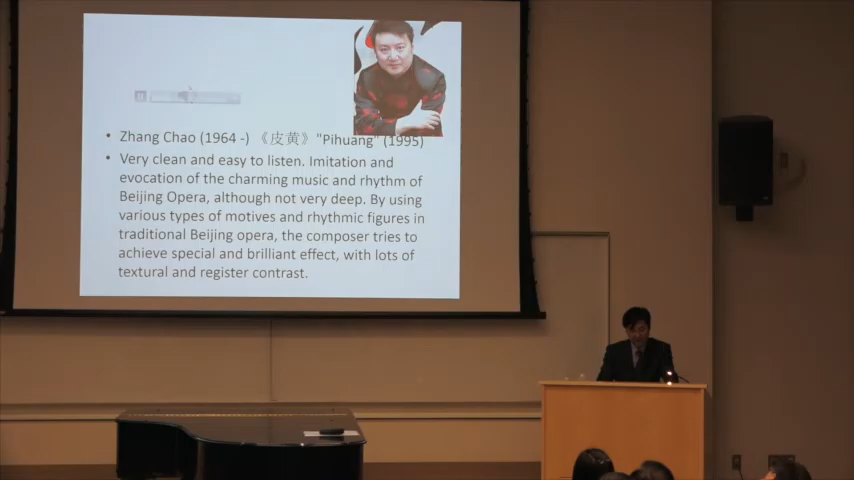 • Zhang Chao (1964 -) 《皮黄》"Pihuang" (1995)
• Very clean and easy to listen. Imitation and
evocation of the charming music and rhythm of
Beijing Opera, although not very deep. By using
various types of motives and rhythmic figures in
traditional Beijing opera, the composer tries to
achieve special and brilliant effect, with lots of
textural and register contrast.